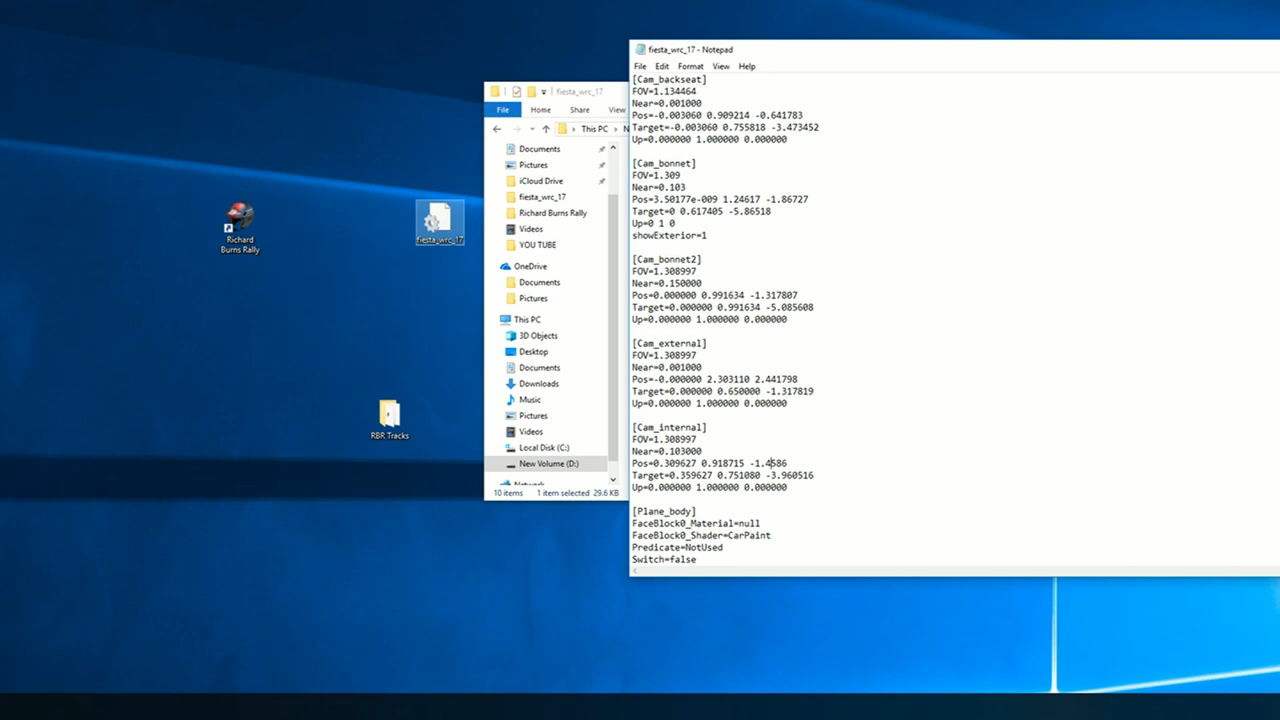 Richard
Burns Rally
fiesta_wrc_17
RBR Tracks
fiesta_wrc_17
File Home Share View
This PC
Documents
Pictures
iCloud Drive
fiesta_wrc_17
Richard Burns Rally
Videos
YOU TUBE
OneDrive
Documents
Pictures
This PC
3D Objects
Desktop
Documents
Downloads
Music
Pictures
Videos
Local Disk (C:)
New Volume (D:)
10 items 1 item selected 29.6 KB
fiesta_wrc_17 - Notepad
File Edit Format View Help
[Cam_backseat]
FOV=1.134464
Near=0.001000
Pos=-0.003060 0.909214 -0.641783
Target=-0.003060 0.755818 -3.473452
Up=0.000000 1.000000 0.000000
[Cam_bonnet]
FOV=1.309
Near=0.103
Pos=3.50177e-009 1.24617 -1.86727
Target=0 0.617405 -5.86518
Up=0 1 0
showExterior=1
[Cam_bonnet2]
FOV=1.308997
Near=0.150000
Pos=0.000000 0.991634 -1.317807
Target=0.000000 0.991634 -5.085608
Up=0.000000 1.000000 0.000000
[Cam_external]
FOV=1.308997
Near=0.001000
Pos=-0.000000 2.303110 2.441798
Target=0.000000 0.650000 -1.317819
Up=0.000000 1.000000 0.000000
[Cam_internal]
FOV=1.308997
Near=0.103000
Pos=0.309627 0.918715 -1.4586
Target=0.359627 0.751080 -3.960516
Up=0.000000 1.000000 0.000000
[Plane_body]
FaceBlock0_Material=null
FaceBlock0_Shader=CarPaint
Predicate=NotUsed
Switch=false